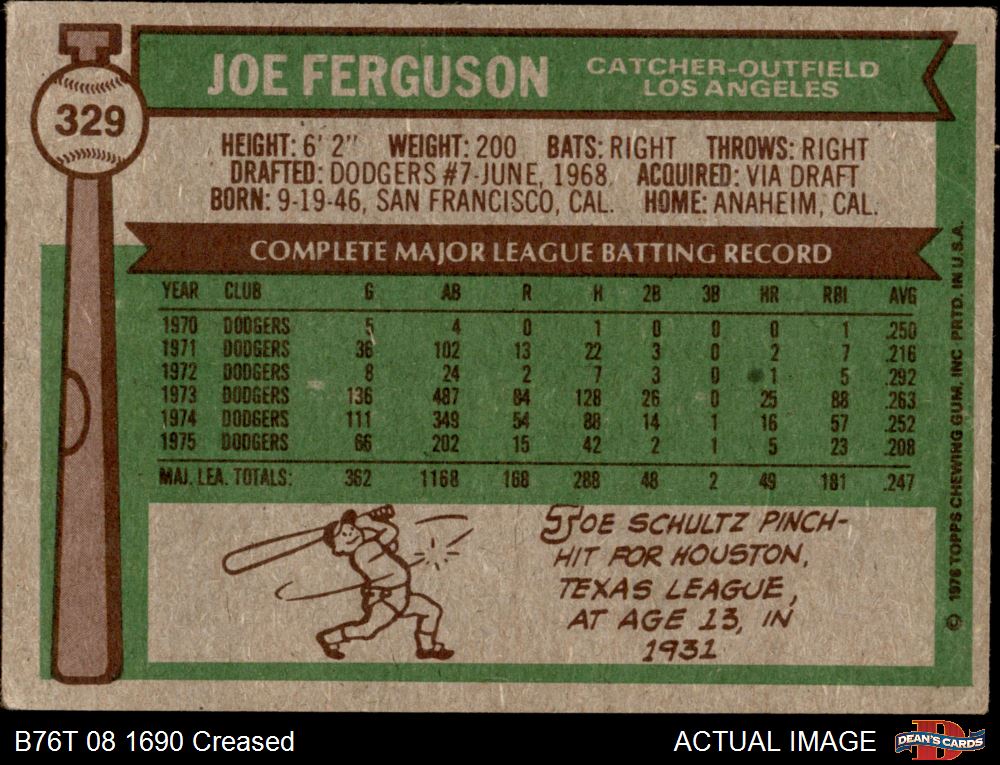 329
JOE FERGUSON
CATCHER-OUTFIELD
LOS ANGELES
HEIGHT: 6' 2" WEIGHT: 200 BATS: RIGHT THROWS: RIGHT
DRAFTED: DODGERS #7-JUNE, 1968 ACQUIRED: VIA DRAFT
BORN: 9-19-46, SAN FRANCISCO, CAL. HOME: ANAHEIM, CAL.
COMPLETE MAJOR LEAGUE BATTING RECORD
YEAR CLUB G AB R H 2B 3B HR RBI AVG
1970 DODGERS 5 4 0 1 0 0 0 1 .250
1971 DODGERS 36 102 13 22 3 0 2 7 .216
1972 DODGERS 8 24 2 7 3 0 1 5 .292
1973 DODGERS 136 487 84 128 26 0 25 88 .263
1974 DODGERS 111 349 54 88 14 1 16 57 .252
1975 DODGERS 66 202 15 42 2 1 5 23 .208
MAJ. LEA. TOTALS: 362 1168 168 288 48 2 49 181 .247
JOE SCHULTZ PINCH-
HIT FOR HOUSTON,
TEXAS LEAGUE,
AT AGE 13, IN
1931
© 1976 TOPPS CHEWING GUM, INC PRTD. IN U.S.A.
B76T 08 1690 Creased
ACTUAL IMAGE
D
DEAN'S CARDS